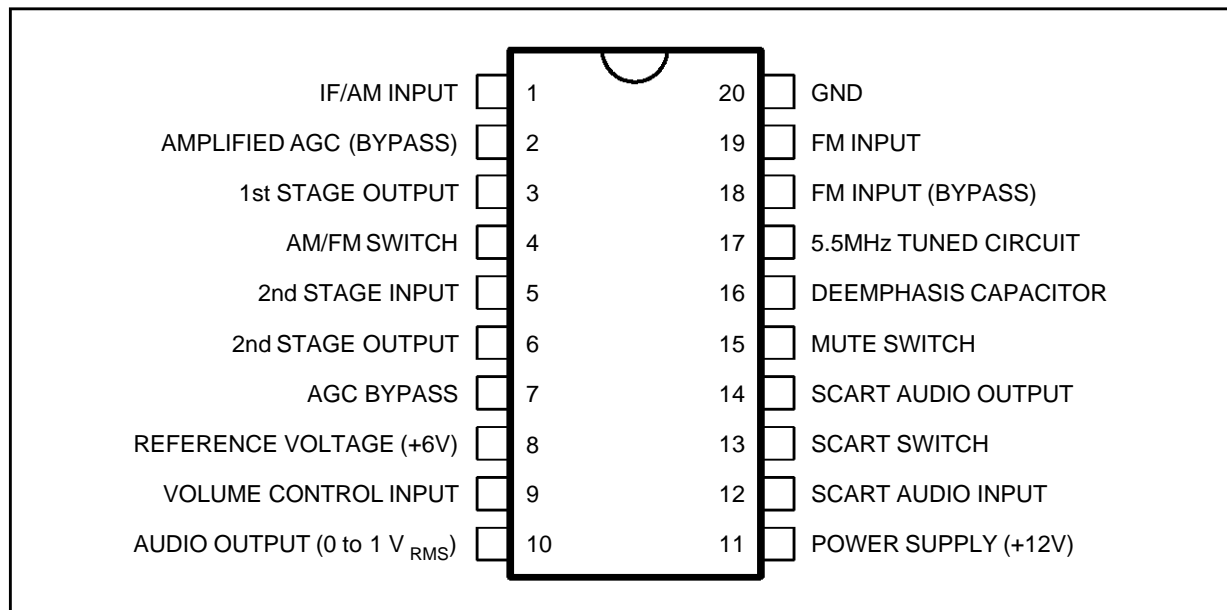 IF/AM INPUT 1 20 GND
AMPLIFIED AGC (BYPASS) 2 19 FM INPUT
1st STAGE OUTPUT 3 18 FM INPUT (BYPASS)
AM/FM SWITCH 4 17 5.5MHz TUNED CIRCUIT
2nd STAGE INPUT 5 16 DEEMPHASIS CAPACITOR
2nd STAGE OUTPUT 6 15 MUTE SWITCH
AGC BYPASS 7 14 SCART AUDIO OUTPUT
REFERENCE VOLTAGE (+6V) 8 13 SCART SWITCH
VOLUME CONTROL INPUT 9 12 SCART AUDIO INPUT
AUDIO OUTPUT (0 to 1 V RMS) 10 11 POWER SUPPLY (+12V)